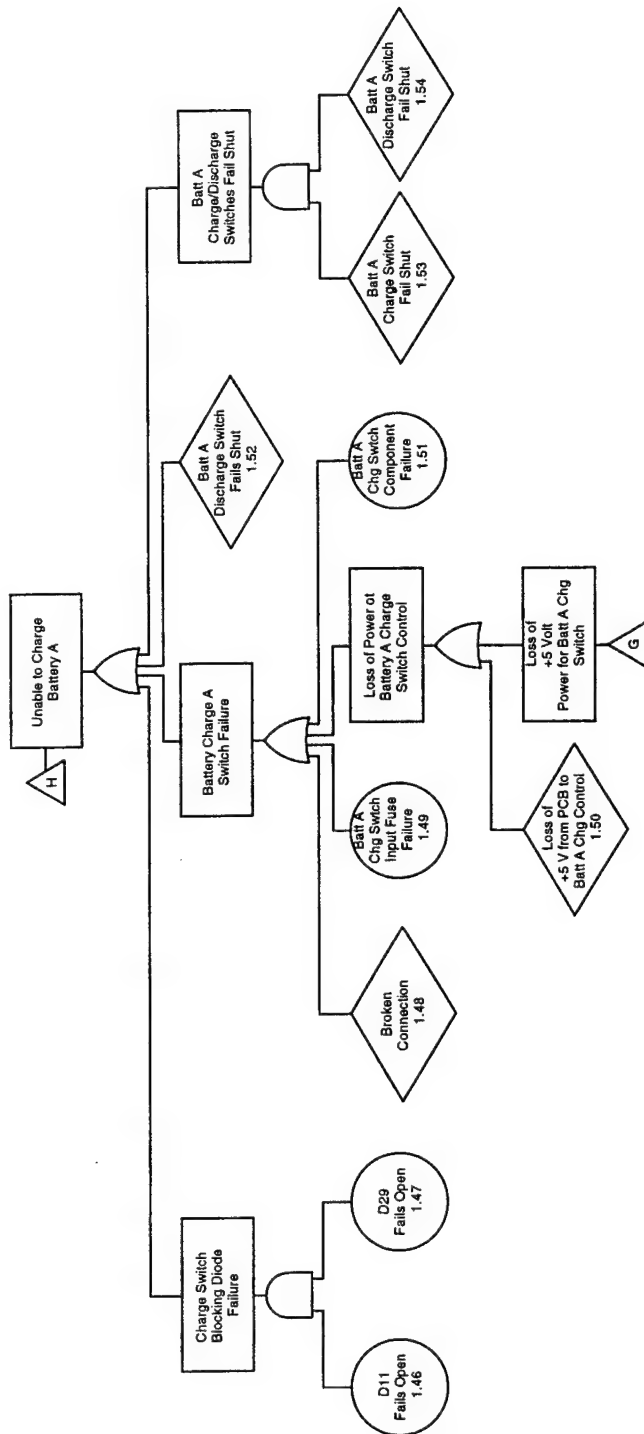 H
Unable to Charge
Battery A
Charge Switch
Blocking Diode
Failure
Battery Charge A
Switch Failure
Batt A
Discharge Switch
Fails Shut
1.52
Batt A
Charge/Discharge
Switches Fail Shut
D11
Fails Open
1.46
D29
Fails Open
1.47
Broken
Connection
1.48
Batt A
Chg Swtch
Input Fuse
Failure
1.49
Loss of Power at
Battery A Charge
Switch Control
Batt A
Chg Swtch
Component
Failure
1.51
Batt A
Charge Switch
Fail Shut
1.53
Batt A
Discharge Switch
Fail Shut
1.54
Loss of
+5 V from PCB to
Batt A Chg Control
1.50
Loss of
+5 Volt
Power for Batt A Chg
Switch
G